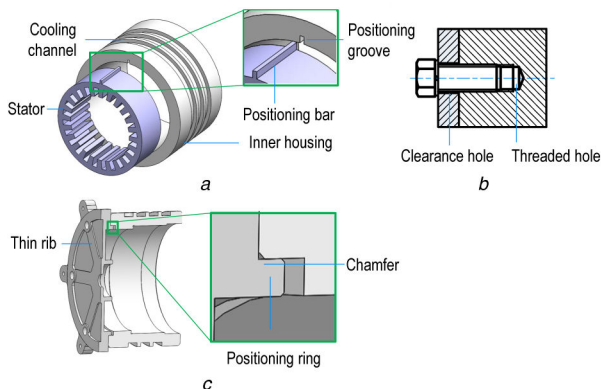 Cooling
channel
Stator
Positioning
groove
Positioning bar
Inner housing
a
Clearance hole
Threaded hole
b
Thin rib
Chamfer
Positioning ring
c